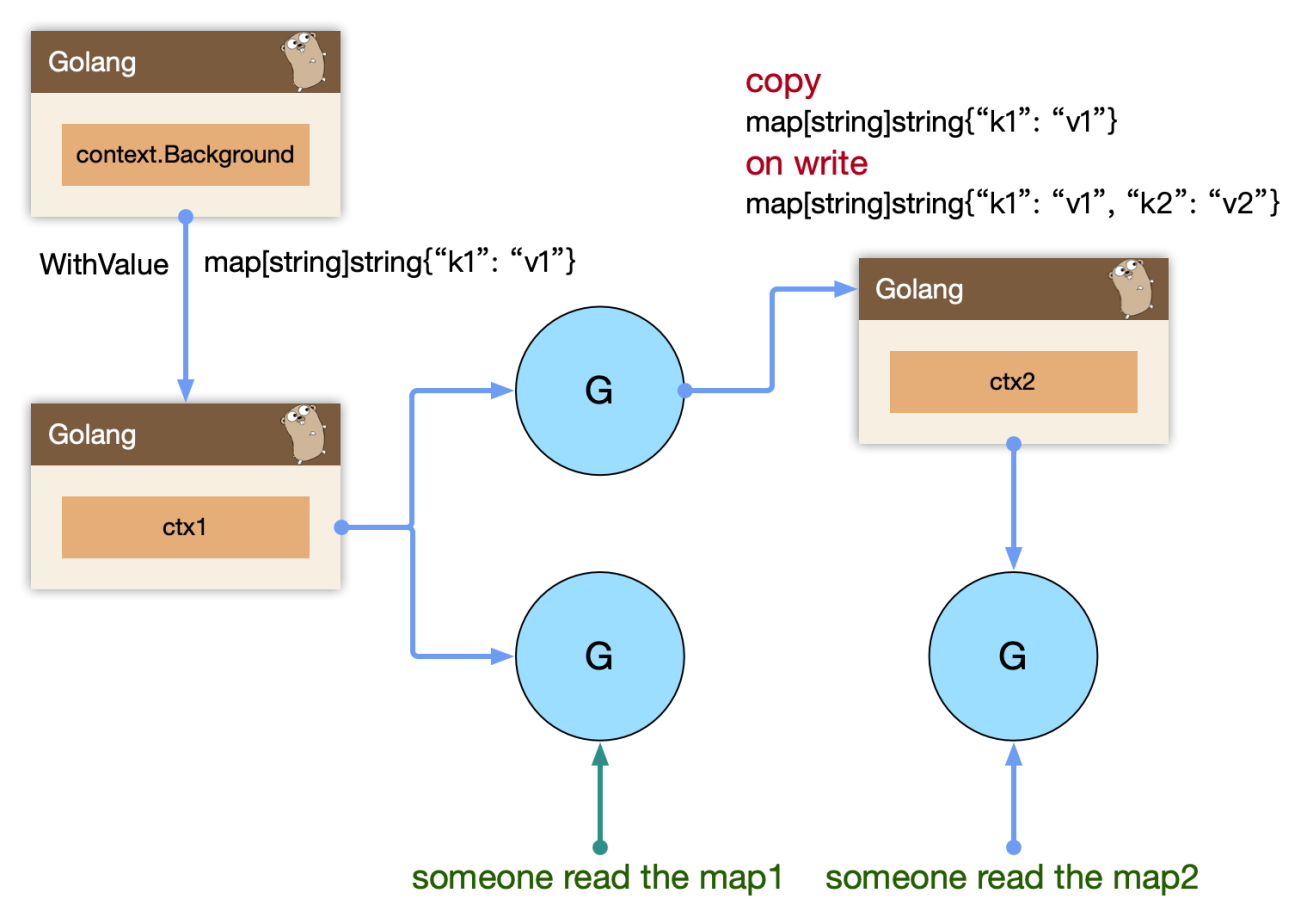 Golang
context.Background
WithValue
map[string]string{“k1”: “v1”}
Golang
ctx1
G
G
copy
map[string]string{“k1”: “v1”}
on write
map[string]string{“k1”: “v1”, “k2”: “v2”}
Golang
ctx2
G
someone read the map1
someone read the map2